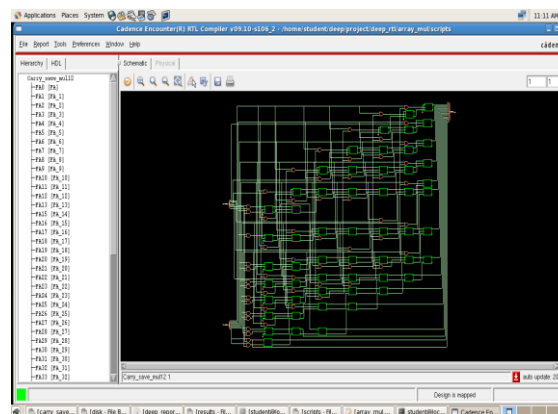 Applications Places System 11:11 AM
Cadence Encounter(R) RTL Compiler v09.10-s106_2 - /home/student/deep/project/deep_rtl/array_mul/scripts
File Report Tools Preferences Window Help cāden
Hierarchy HDL Schematic Physical
1 1
FA0 [FA]
FA1 [FA_1]
FA2 [FA_2]
FA3 [FA_3]
FA4 [FA_4]
FA5 [FA_5]
FA6 [FA_6]
FA7 [FA_7]
FA8 [FA_8]
FA9 [FA_9]
FA10 [FA_10]
FA11 [FA_11]
FA12 [FA_12]
FA13 [FA_13]
FA15 [FA_14]
FA16 [FA_15]
FA17 [FA_16]
FA18 [FA_17]
FA19 [FA_18]
FA20 [FA_19]
FA21 [FA_20]
FA22 [FA_21]
FA23 [FA_22]
FA24 [FA_23]
FA25 [FA_24]
FA26 [FA_25]
FA27 [FA_26]
FA28 [FA_27]
FA29 [FA_28]
FA30 [FA_29]
FA31 [FA_30]
FA32 [FA_31]
FA33 [FA_32]
auto update
Design is mapped
Cadence En...